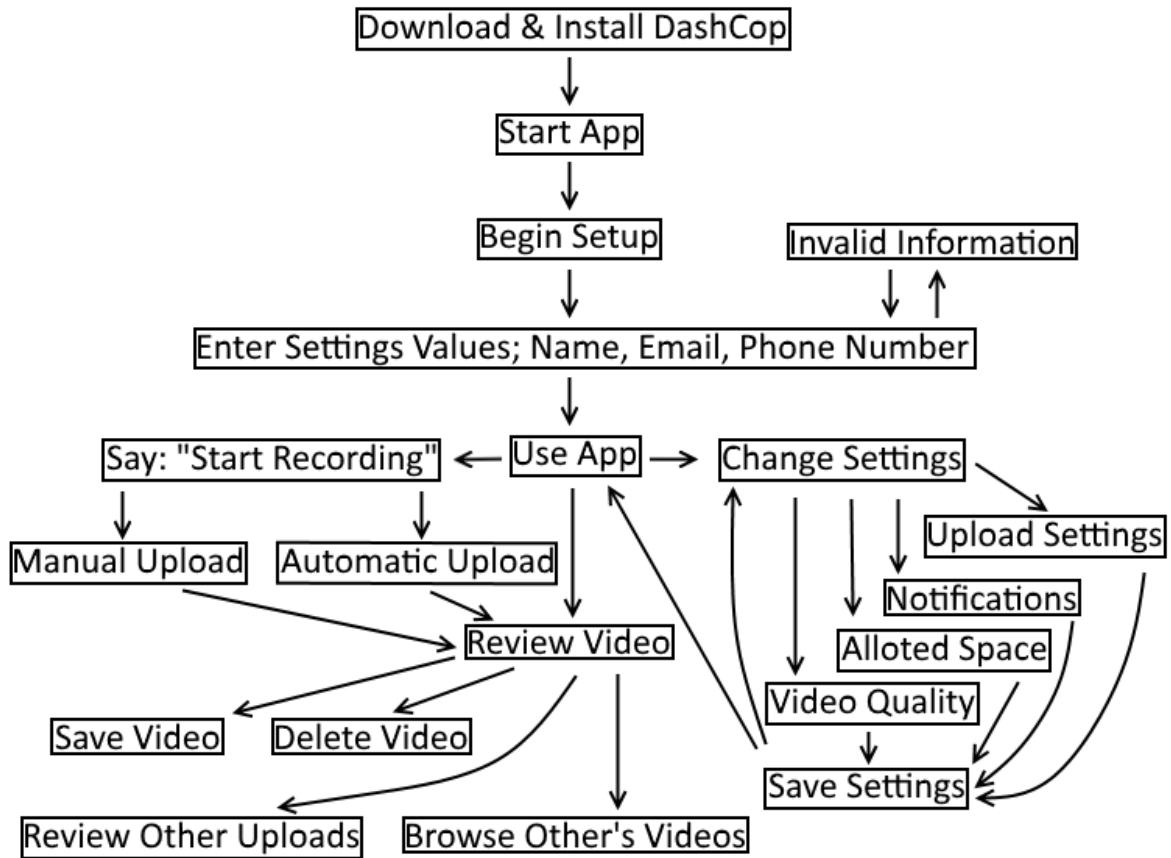 Download & Install DashCop
Start App
Begin Setup
Invalid Information
Enter Settings Values; Name, Email, Phone Number
Say: "Start Recording"
Use App
Change Settings
Upload Settings
Manual Upload
Automatic Upload
Notifications
Review Video
Alloted Space
Video Quality
Save Video
Delete Video
Save Settings
Review Other Uploads
Browse Other's Videos